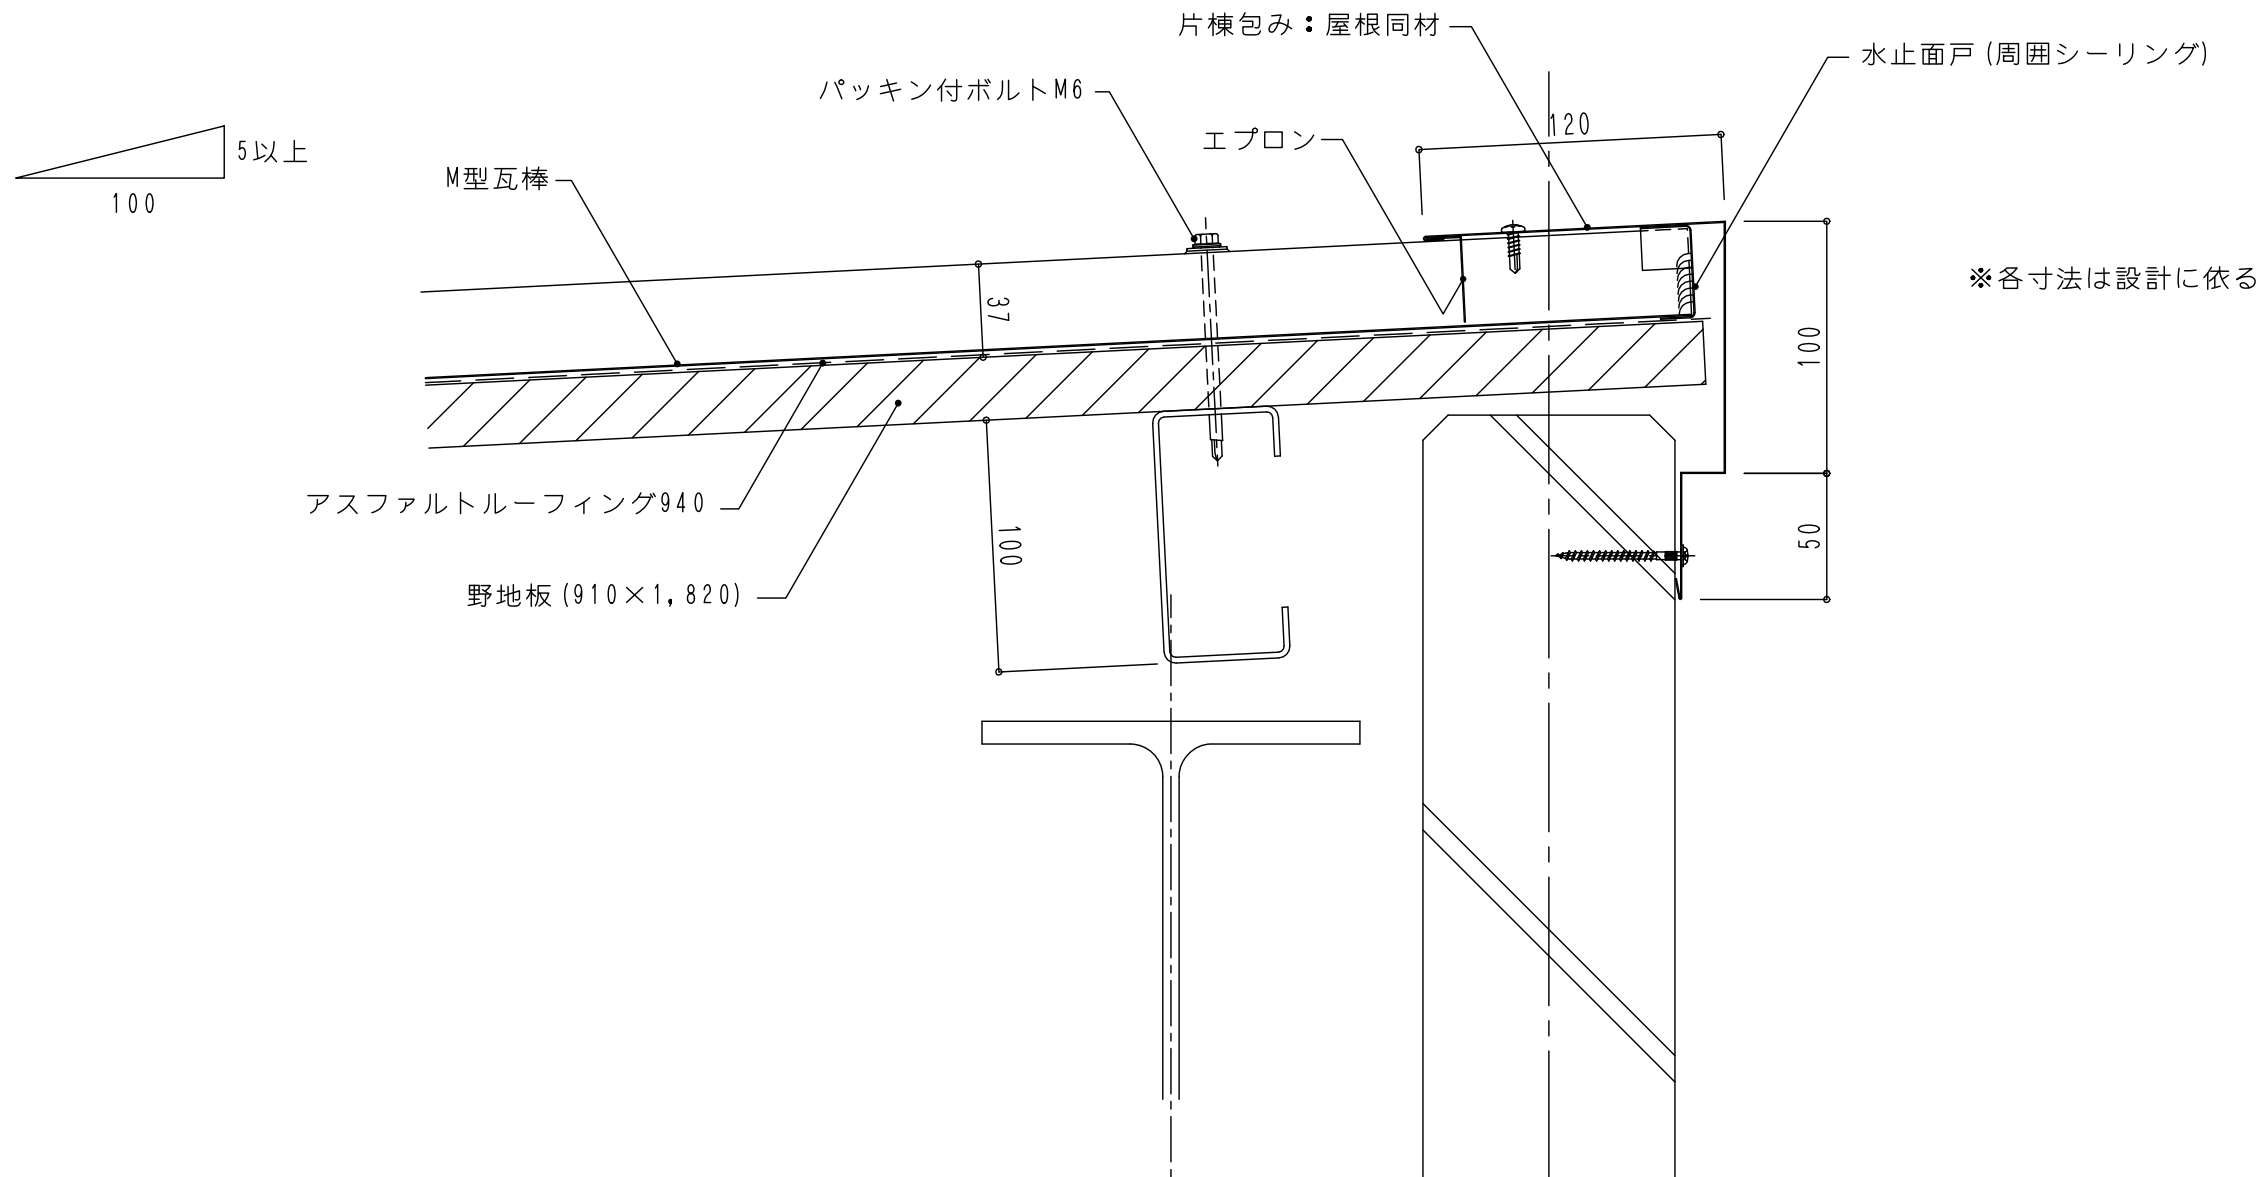 片棟包み：屋根同材
水止面戸(周囲シーリング)
パッキン付ボルトM6
120
エプロン
5以上
100
M型瓦棒
※各寸法は設計に依る
37
100
アスファルトルーフィング940
100
50
野地板(910×1,820)